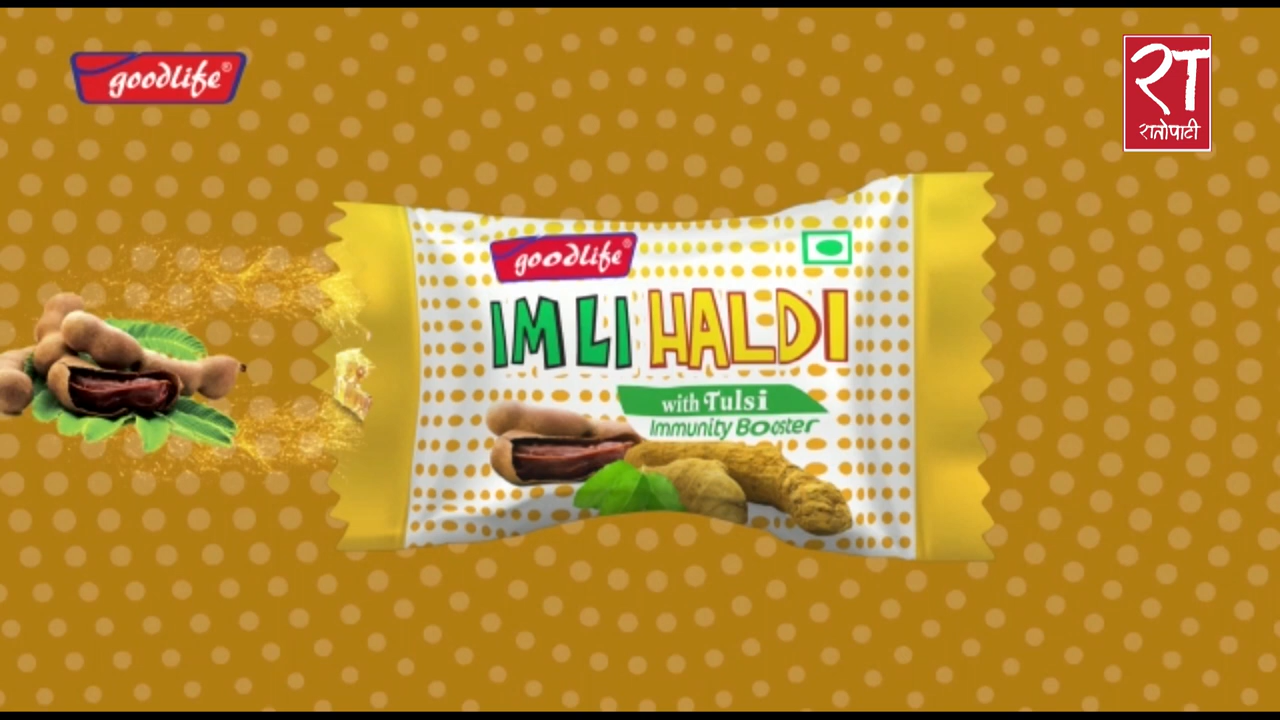 goodlife®
रा
रातोपाटी
goodlife®
IMLI HALDI
with Tulsi
Immunity Booster